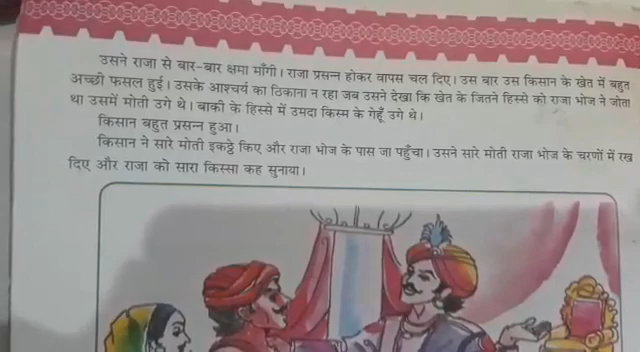 उसने राजा से बार-बार क्षमा माँगी। राजा प्रसन्न होकर वापस चल दिए। उस बार उस किसान के खेत में बहुत
अच्छी फसल हुई। उसके आश्चर्य का ठिकाना न रहा जब उसने देखा कि खेत के जितने हिस्से को राजा भोज ने जोता
था उसमें मोती उगे थे। बाकी के हिस्से में उमदा किस्म के गेहूँ उगे थे।
किसान बहुत प्रसन्न हुआ।
किसान ने सारे मोती इकट्ठे किए और राजा भोज के पास जा पहुँचा। उसने सारे मोती राजा भोज के चरणों में रख
दिए और राजा को सारा किस्सा कह सुनाया।